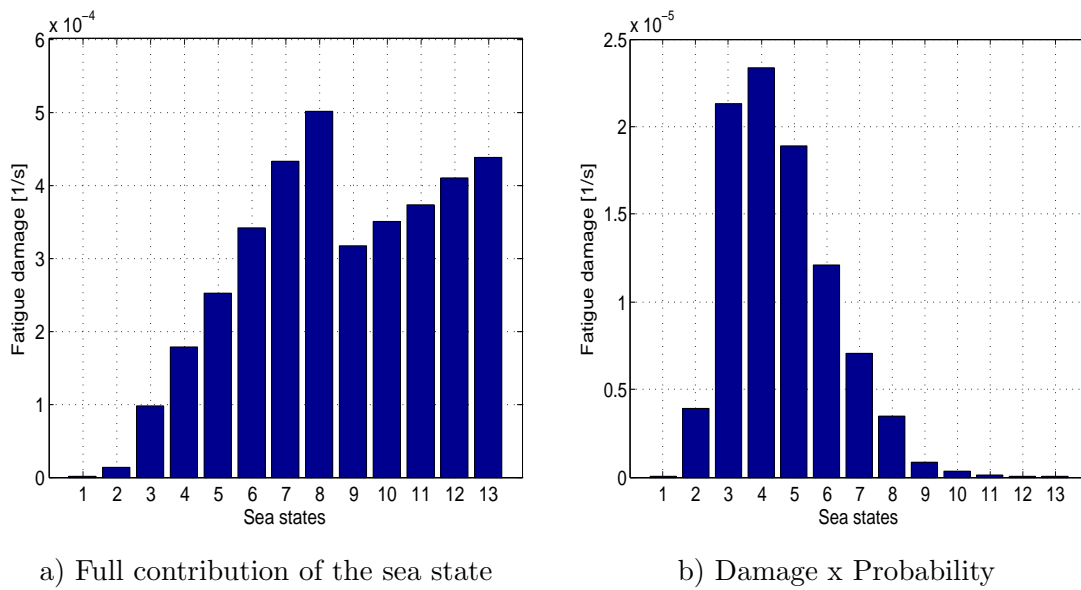 x 10⁻⁴
6
5
4
3
2
1
0
Fatigue damage [1/s]
1 2 3 4 5 6 7 8 9 10 11 12 13
Sea states
a) Full contribution of the sea state
x 10⁻⁵
2.5
2
1.5
1
0.5
0
Fatigue damage [1/s]
1 2 3 4 5 6 7 8 9 10 11 12 13
Sea states
b) Damage x Probability